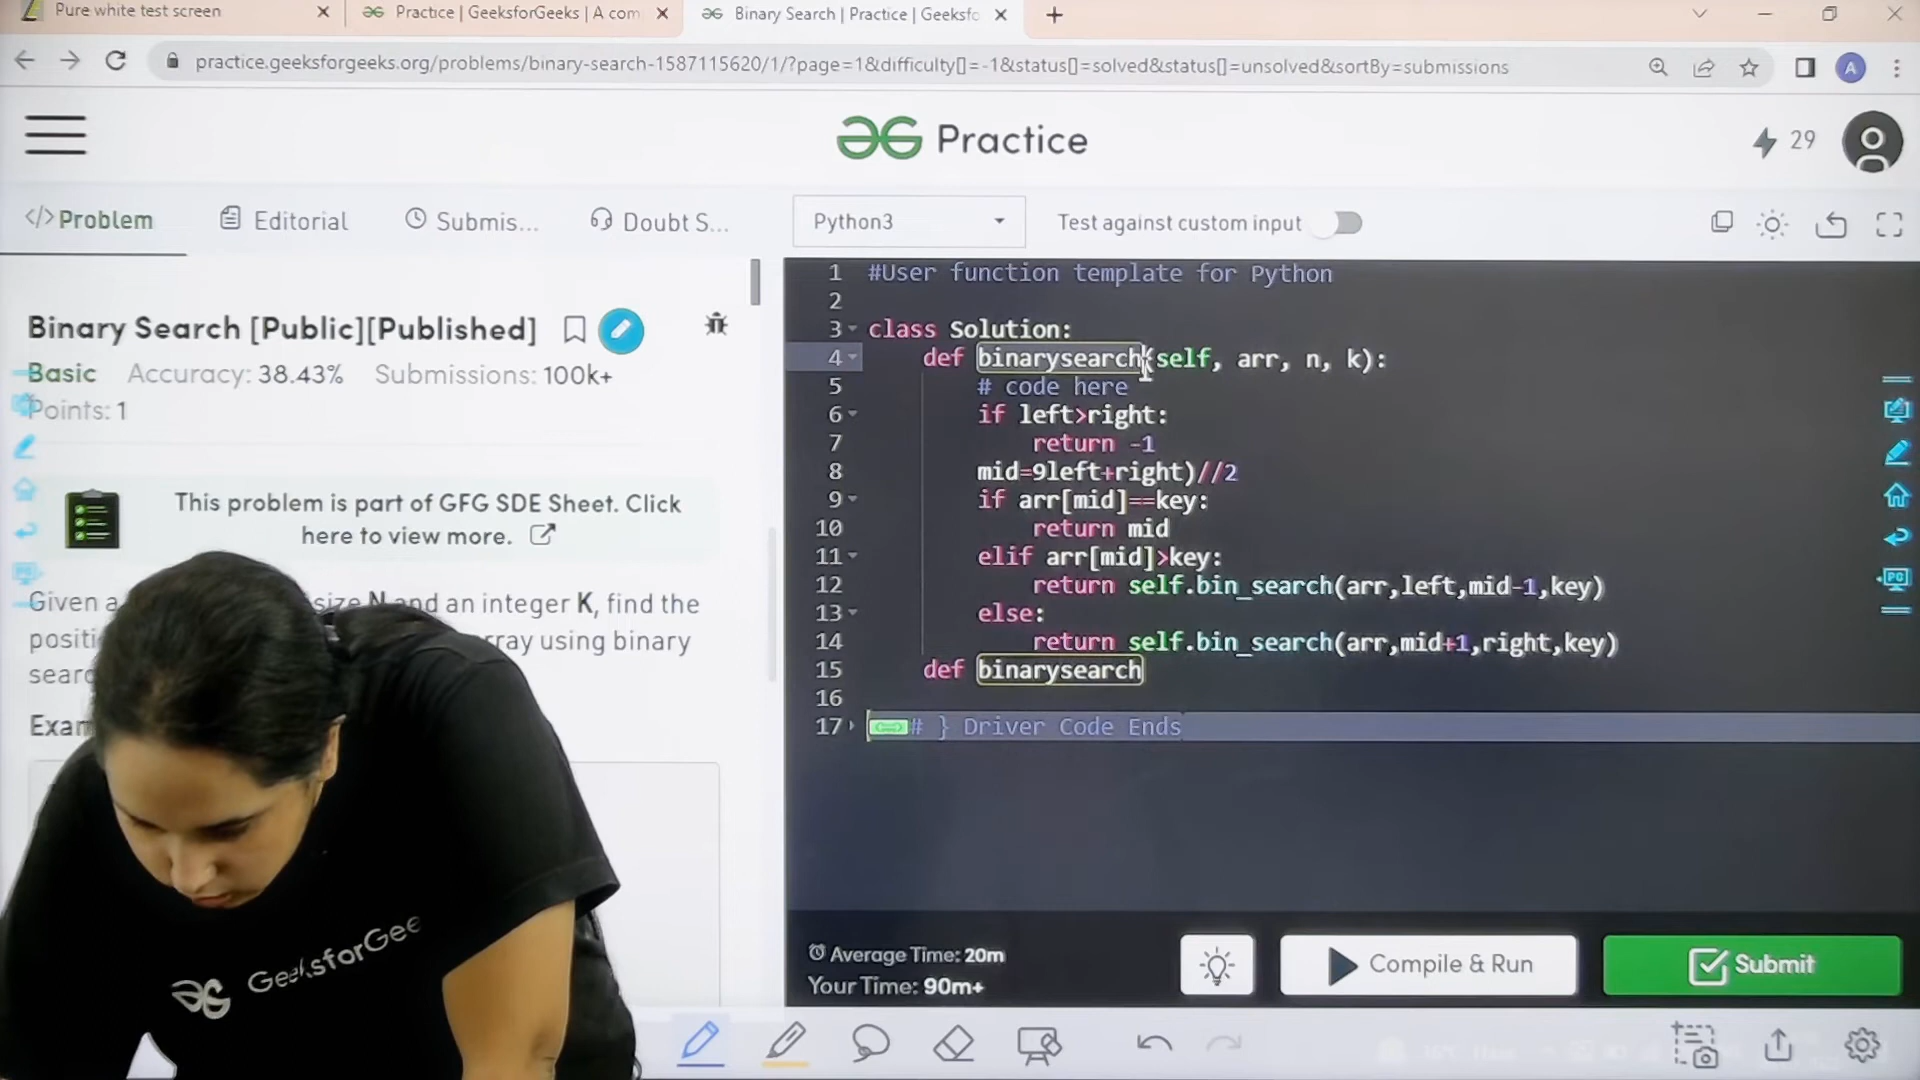 Pure white test screen
Practice | GeeksforGeeks | A com
Binary Search | Practice | Geeksfo
practice.geeksforgeeks.org/problems/binary-search-1587115620/1/?page=1&difficulty[]=-1&status[]=solved&status[]=unsolved&sortBy=submissions
A
Practice
29
</>Problem
Editorial
Submis...
Doubt S...
Python3
Test against custom input
Binary Search [Public][Published]
Basic Accuracy: 38.43% Submissions: 100k+
Points: 1
This problem is part of GFG SDE Sheet. Click
here to view more.
Given a size N and an integer K, find the
positi ray using binary
searc
Exam
1 #User function template for Python
2
3 class Solution:
4 def binarysearch(self, arr, n, k):
5 # code here
6 if left>right:
7 return -1
8 mid=9left+right)//2
9 if arr[mid]==key:
10 return mid
11 elif arr[mid]>key:
12 return self.bin_search(arr,left,mid-1,key)
13 else:
14 return self.bin_search(arr,mid+1,right,key)
15 def binarysearch
16
17 # } Driver Code Ends
Average Time: 20m
Your Time: 90m+
Compile & Run
Submit
GeeksforGee